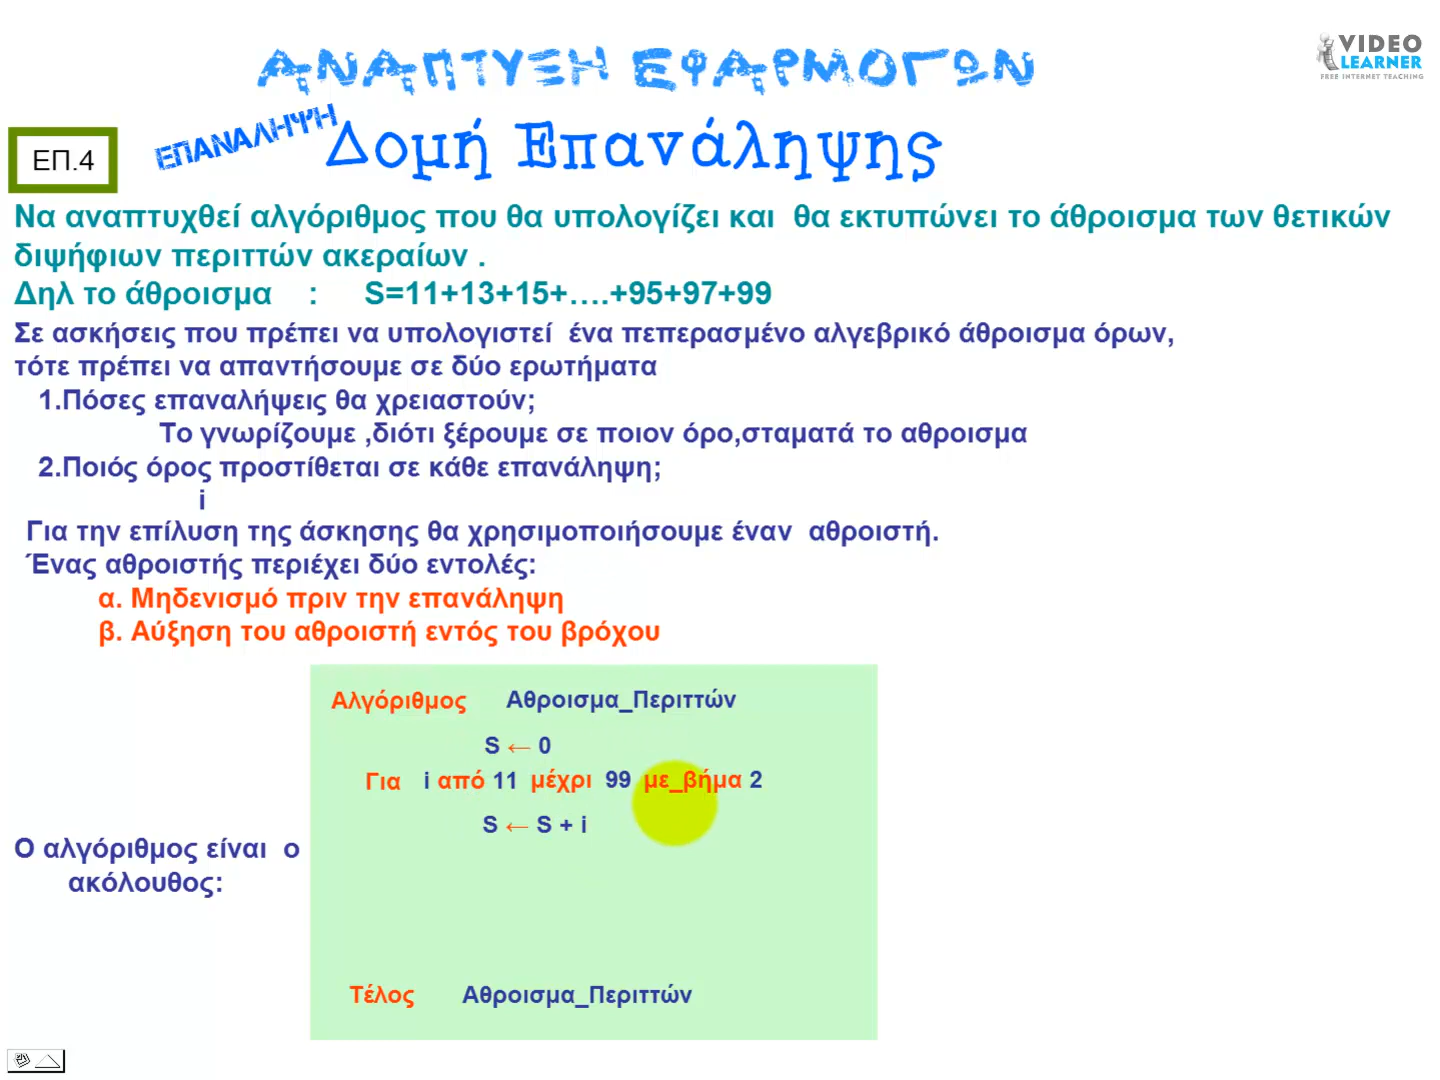 ΑΝΑΠΤΥΞΗ ΕΦΑΡΜΟΓΩΝ
VIDEO
LEARNER
FREE INTERNET TEACHING
ΕΠΑΝΑΛΗΨΗ
Δομή Επανάληψης
ΕΠ.4
Να αναπτυχθεί αλγόριθμος που θα υπολογίζει και θα εκτυπώνει το άθροισμα των θετικών
διψήφιων περιττών ακεραίων .
Δηλ το άθροισμα : S=11+13+15+….+95+97+99
Σε ασκήσεις που πρέπει να υπολογιστεί ένα πεπερασμένο αλγεβρικό άθροισμα όρων,
τότε πρέπει να απαντήσουμε σε δύο ερωτήματα
1.Πόσες επαναλήψεις θα χρειαστούν;
Το γνωρίζουμε ,διότι ξέρουμε σε ποιον όρο,σταματά το αθροισμα
2.Ποιός όρος προστίθεται σε κάθε επανάληψη;
i
Για την επίλυση της άσκησης θα χρησιμοποιήσουμε έναν αθροιστή.
Ένας αθροιστής περιέχει δύο εντολές:
α. Μηδενισμό πριν την επανάληψη
β. Αύξηση του αθροιστή εντός του βρόχου
Αλγόριθμος Αθροισμα_Περιττών
S ← 0
Για i από 11 μέχρι 99 με_βήμα 2
S ← S + i
Ο αλγόριθμος είναι ο
ακόλουθος:
Τέλος Αθροισμα_Περιττών